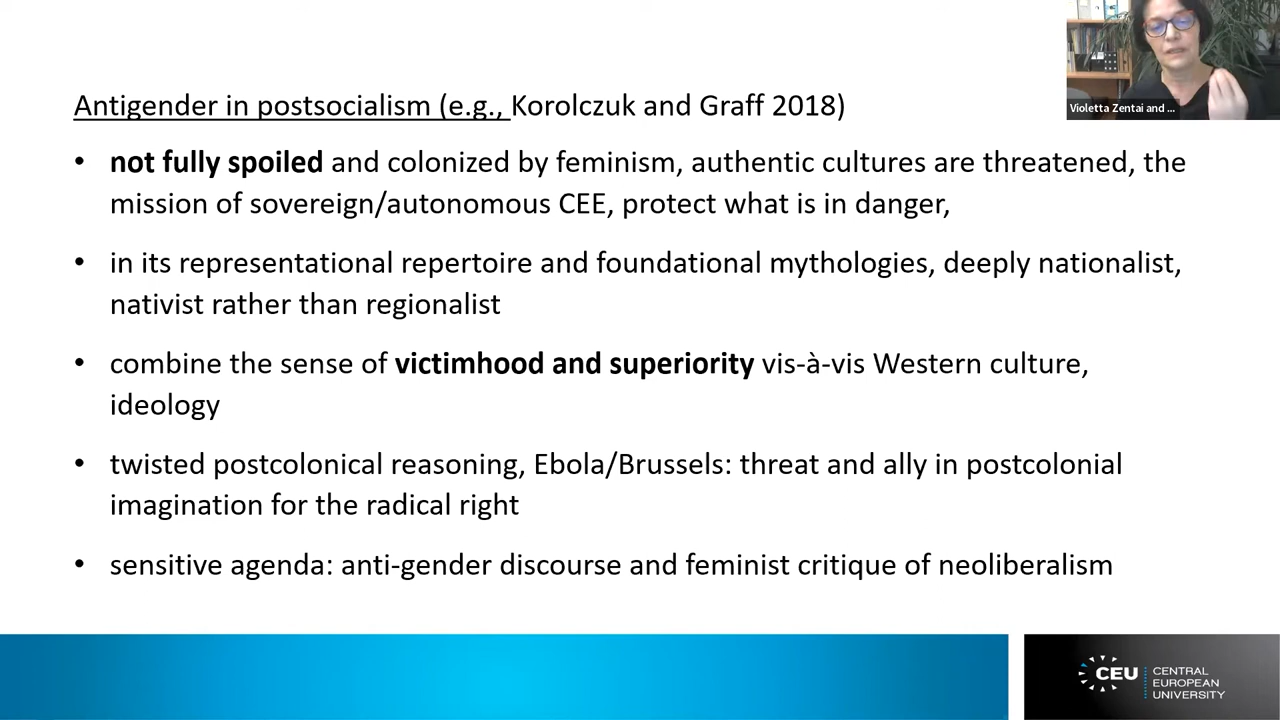 Violetta Zentai and ...
Antigender in postsocialism (e.g., Korolczuk and Graff 2018)
• not fully spoiled and colonized by feminism, authentic cultures are threatened, the
mission of sovereign/autonomous CEE, protect what is in danger,
• in its representational repertoire and foundational mythologies, deeply nationalist,
nativist rather than regionalist
• combine the sense of victimhood and superiority vis-à-vis Western culture,
ideology
• twisted postcolonical reasoning, Ebola/Brussels: threat and ally in postcolonial
imagination for the radical right
• sensitive agenda: anti-gender discourse and feminist critique of neoliberalism
CEU
CENTRAL
EUROPEAN
UNIVERSITY